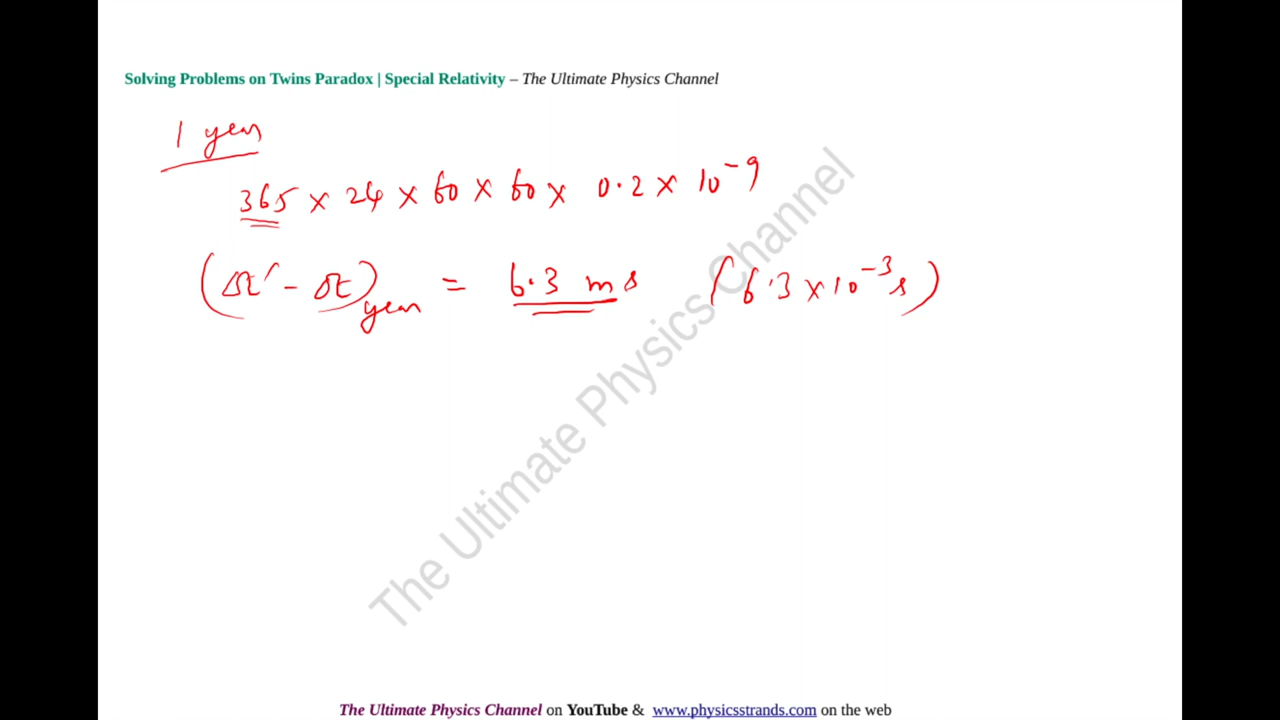 Solving Problems on Twins Paradox | Special Relativity – The Ultimate Physics Channel
1 year
365 × 24 × 60 × 60 × 0.2 × 10⁻⁹
(Δt' - Δt)year = 6.3 ms (6.3 × 10⁻³s)
The Ultimate Physics Channel
The Ultimate Physics Channel on YouTube & www.physicsstrands.com on the web